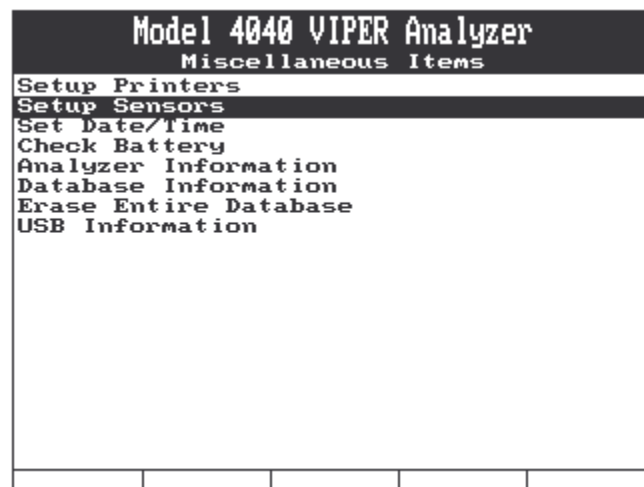 Model 4040 VIPER Analyzer
Miscellaneous Items
Setup Printers
Setup Sensors
Set Date/Time
Check Battery
Analyzer Information
Database Information
Erase Entire Database
USB Information